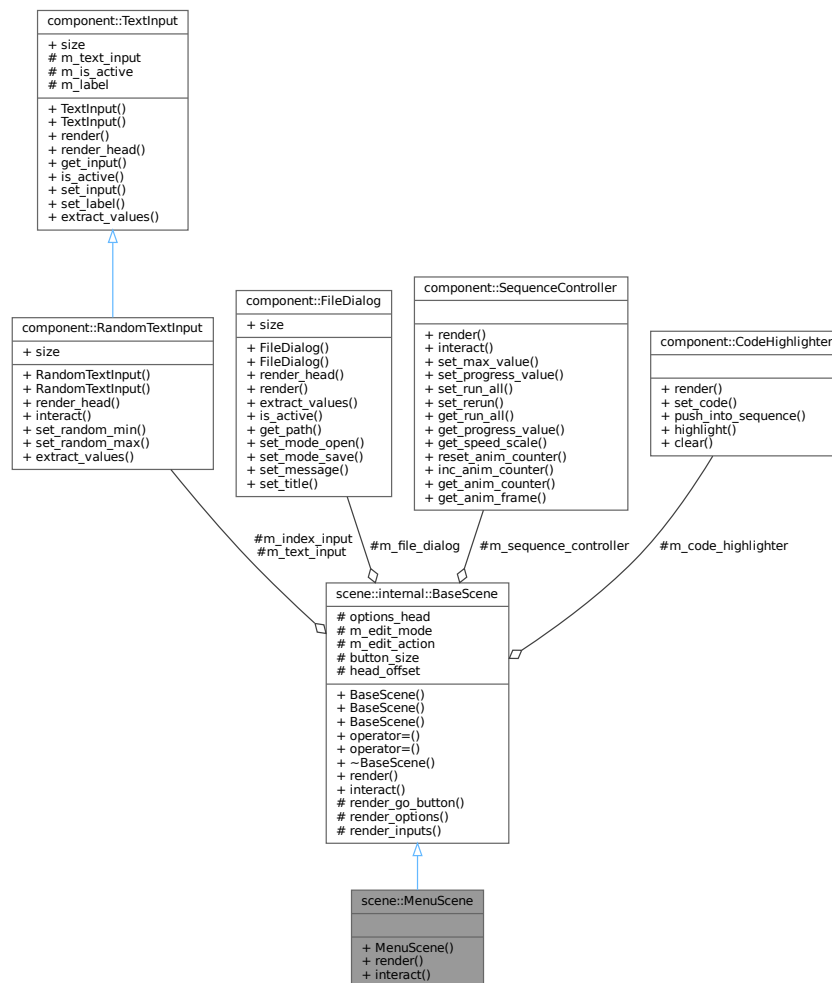 component::TextInput
+ size
# m_text_input
# m_is_active
# m_label
+ TextInput()
+ TextInput()
+ render()
+ render_head()
+ get_input()
+ is_active()
+ set_input()
+ set_label()
+ extract_values()
component::RandomTextInput
+ size
+ RandomTextInput()
+ RandomTextInput()
+ render_head()
+ interact()
+ set_random_min()
+ set_random_max()
+ extract_values()
component::FileDialog
+ size
+ FileDialog()
+ FileDialog()
+ render_head()
+ render()
+ extract_values()
+ is_active()
+ get_path()
+ set_mode_open()
+ set_mode_save()
+ set_message()
+ set_title()
component::SequenceController
+ render()
+ interact()
+ set_max_value()
+ set_progress_value()
+ set_run_all()
+ set_rerun()
+ get_run_all()
+ get_progress_value()
+ get_speed_scale()
+ reset_anim_counter()
+ inc_anim_counter()
+ get_anim_counter()
+ get_anim_frame()
component::CodeHighlighter
+ render()
+ set_code()
+ push_into_sequence()
+ highlight()
+ clear()
#m_index_input
#m_text_input
#m_file_dialog
#m_sequence_controller
#m_code_highlighter
scene::internal::BaseScene
# options_head
# m_edit_mode
# m_edit_action
# button_size
# head_offset
+ BaseScene()
+ BaseScene()
+ BaseScene()
+ operator=()
+ operator=()
+ ~BaseScene()
+ render()
+ interact()
# render_go_button()
# render_options()
# render_inputs()
scene::MenuScene
+ MenuScene()
+ render()
+ interact()